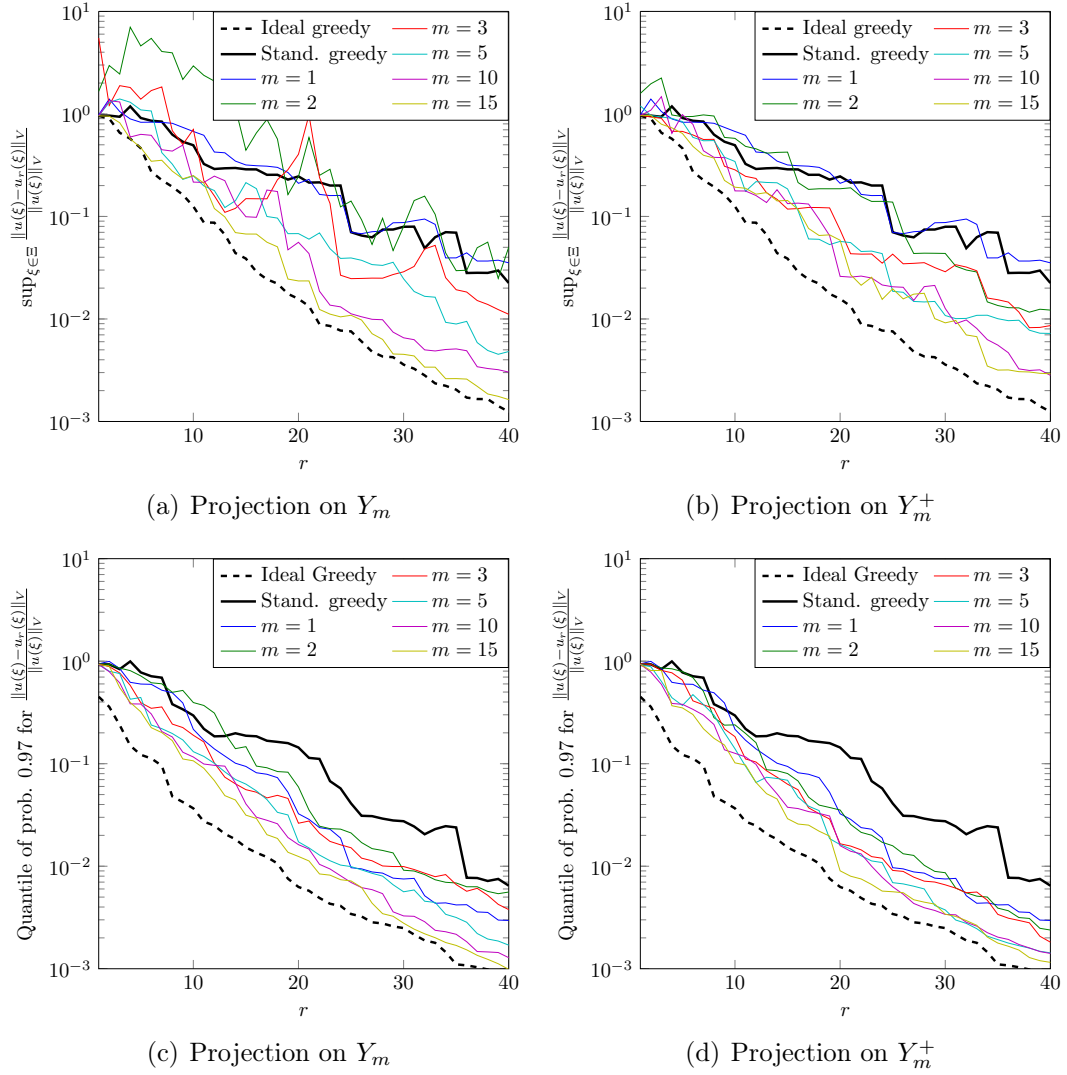 10^1
10^0
10^-1
10^-2
10^-3
10 20 30 40
r
sup_{ξ∈Ξ} ‖u(ξ)−u_r(ξ)‖_V / ‖u(ξ)‖_V
Ideal greedy
Stand. greedy
m = 1
m = 2
m = 3
m = 5
m = 10
m = 15
(a) Projection on Y_m
10^1
10^0
10^-1
10^-2
10^-3
10 20 30 40
r
sup_{ξ∈Ξ} ‖u(ξ)−u_r(ξ)‖_V / ‖u(ξ)‖_V
Ideal greedy
Stand. greedy
m = 1
m = 2
m = 3
m = 5
m = 10
m = 15
(b) Projection on Y_m^+
10^1
10^0
10^-1
10^-2
10^-3
10 20 30 40
r
Quantile of prob. 0.97 for ‖u(ξ)−u_r(ξ)‖_V / ‖u(ξ)‖_V
Ideal Greedy
Stand. greedy
m = 1
m = 2
m = 3
m = 5
m = 10
m = 15
(c) Projection on Y_m
10^1
10^0
10^-1
10^-2
10^-3
10 20 30 40
r
Quantile of prob. 0.97 for ‖u(ξ)−u_r(ξ)‖_V / ‖u(ξ)‖_V
Ideal Greedy
Stand. greedy
m = 1
m = 2
m = 3
m = 5
m = 10
m = 15
(d) Projection on Y_m^+